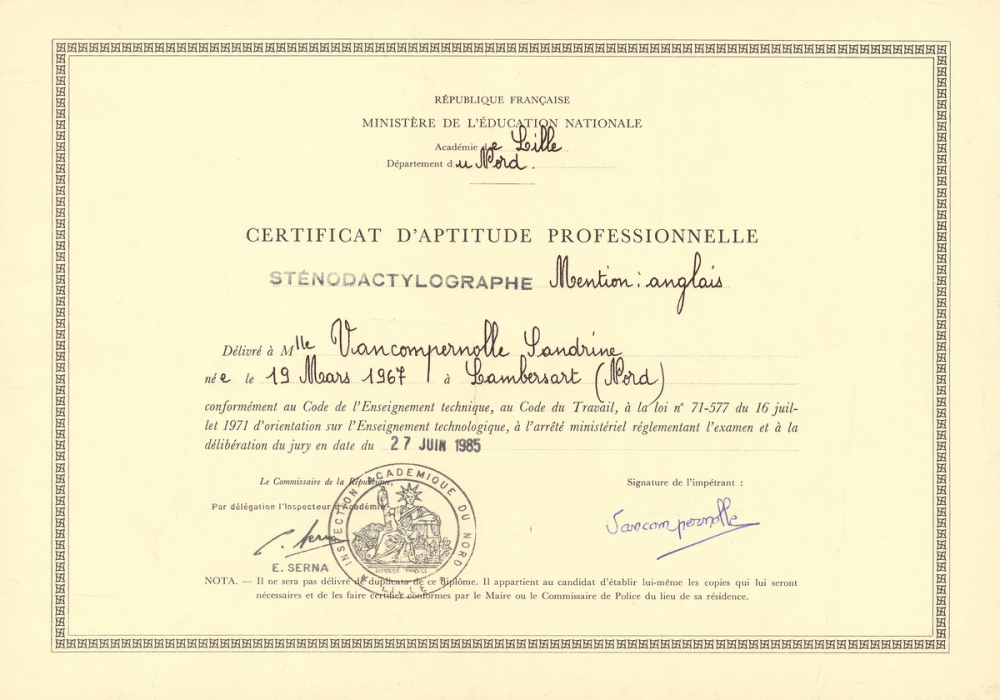 RÉPUBLIQUE FRANÇAISE
MINISTÈRE DE L'ÉDUCATION NATIONALE
Académie de Lille
Département du Nord.
CERTIFICAT D'APTITUDE PROFESSIONNELLE
STÉNODACTYLOGRAPHE Mention : anglais
Délivré à Mlle Vancompernolle Sandrine
née le 19 Mars 1967 à Lambersart (Nord)
conformément au Code de l'Enseignement technique, au Code du Travail, à la loi n° 71-577 du 16 juil-
let 1971 d'orientation sur l'Enseignement technologique, à l'arrêté ministériel réglementant l'examen et à la
délibération du jury en date du 27 JUIN 1985
Le Commissaire de la République,
Signature de l'impétrant :
Par délégation l'Inspecteur d'Académie
INSPECTION ACADEMIQUE DU NORD
LILLE
E. Serna
Vancompernolle
E. SERNA
NOTA. — Il ne sera pas délivré de duplicata de ce diplôme. Il appartient au candidat d'établir lui-même les copies qui lui seront
nécessaires et de les faire certifier conformes par le Maire ou le Commissaire de Police du lieu de sa résidence.